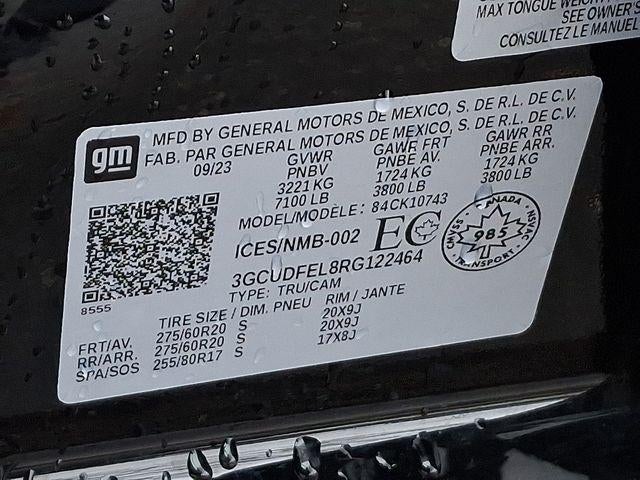 MAX TONGUE WEIGHT
SEE OWNER'S
CONSULTEZ LE MANUEL
gm
MFD BY GENERAL MOTORS DE MEXICO, S. DE R.L. DE C.V.
FAB. PAR GENERAL MOTORS DE MEXICO, S. DE R.L. DE C.V.
09/23 GVWR GAWR FRT GAWR RR
PNBV PNBE AV. PNBE ARR.
3221 KG 1724 KG 1724 KG
7100 LB 3800 LB 3800 LB
MODEL/MODÈLE: 84CK10743
ICES/NMB-002 EC
CANADA
985
TRANSPORT
3GCUDFEL8RG122464
8555
TYPE: TRU/CAM
TIRE SIZE / DIM. PNEU RIM / JANTE
FRT/AV. 275/60R20 S 20X9J
RR/ARR. 275/60R20 S 20X9J
SPA/SOS 255/80R17 S 17X8J